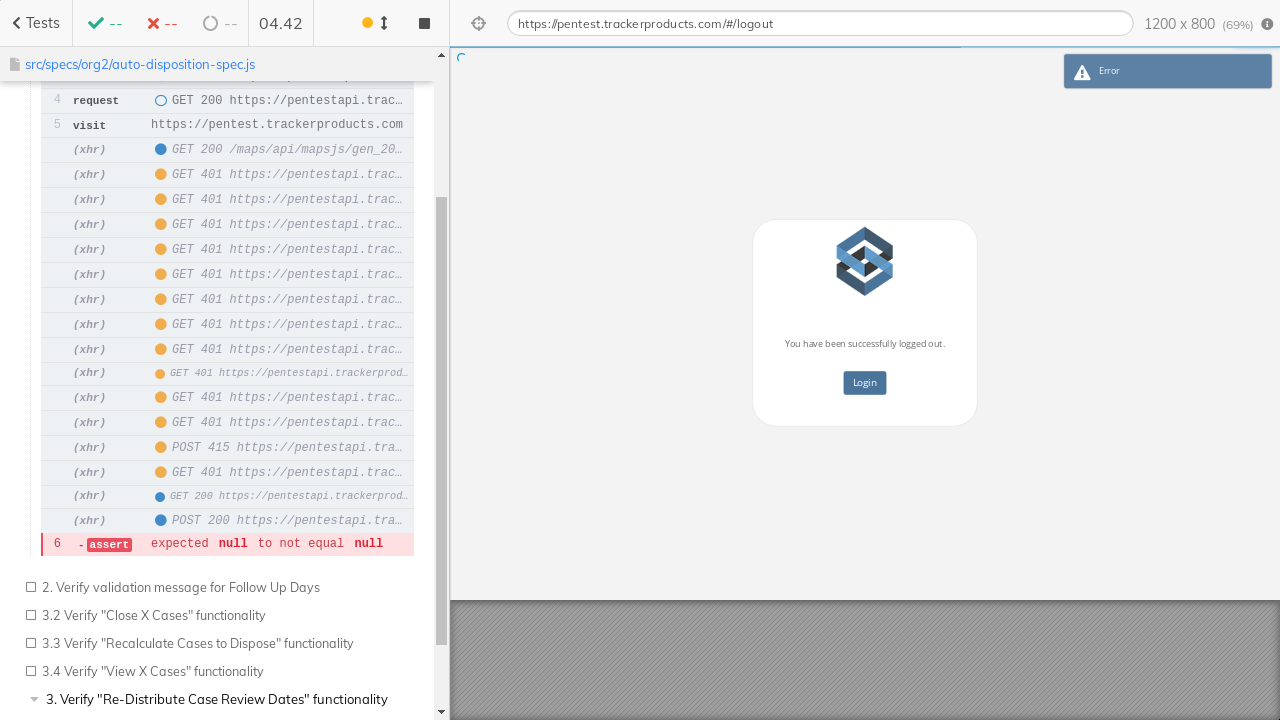 Tests
--
--
--
04.42
https://pentest.trackerproducts.com/#/logout
1200 x 800 (69%)
src/specs/org2/auto-disposition-spec.js
4 request GET 200 https://pentestapi.trac…
5 visit https://pentest.trackerproducts.com
(xhr) GET 200 /maps/api/mapsjs/gen_20…
(xhr) GET 401 https://pentestapi.trac…
(xhr) GET 401 https://pentestapi.trac…
(xhr) GET 401 https://pentestapi.trac…
(xhr) GET 401 https://pentestapi.trac…
(xhr) GET 401 https://pentestapi.trac…
(xhr) GET 401 https://pentestapi.trac…
(xhr) GET 401 https://pentestapi.trac…
(xhr) GET 401 https://pentestapi.trac…
(xhr) GET 401 https://pentestapi.trackerprod…
(xhr) GET 401 https://pentestapi.trac…
(xhr) GET 401 https://pentestapi.trac…
(xhr) POST 415 https://pentestapi.tra…
(xhr) GET 401 https://pentestapi.trac…
(xhr) GET 200 https://pentestapi.trackerprod…
(xhr) POST 200 https://pentestapi.tra…
6 -assert expected null to not equal null
2. Verify validation message for Follow Up Days
3.2 Verify "Close X Cases" functionality
3.3 Verify "Recalculate Cases to Dispose" functionality
3.4 Verify "View X Cases" functionality
3. Verify "Re-Distribute Case Review Dates" functionality
Error
You have been successfully logged out.
Login